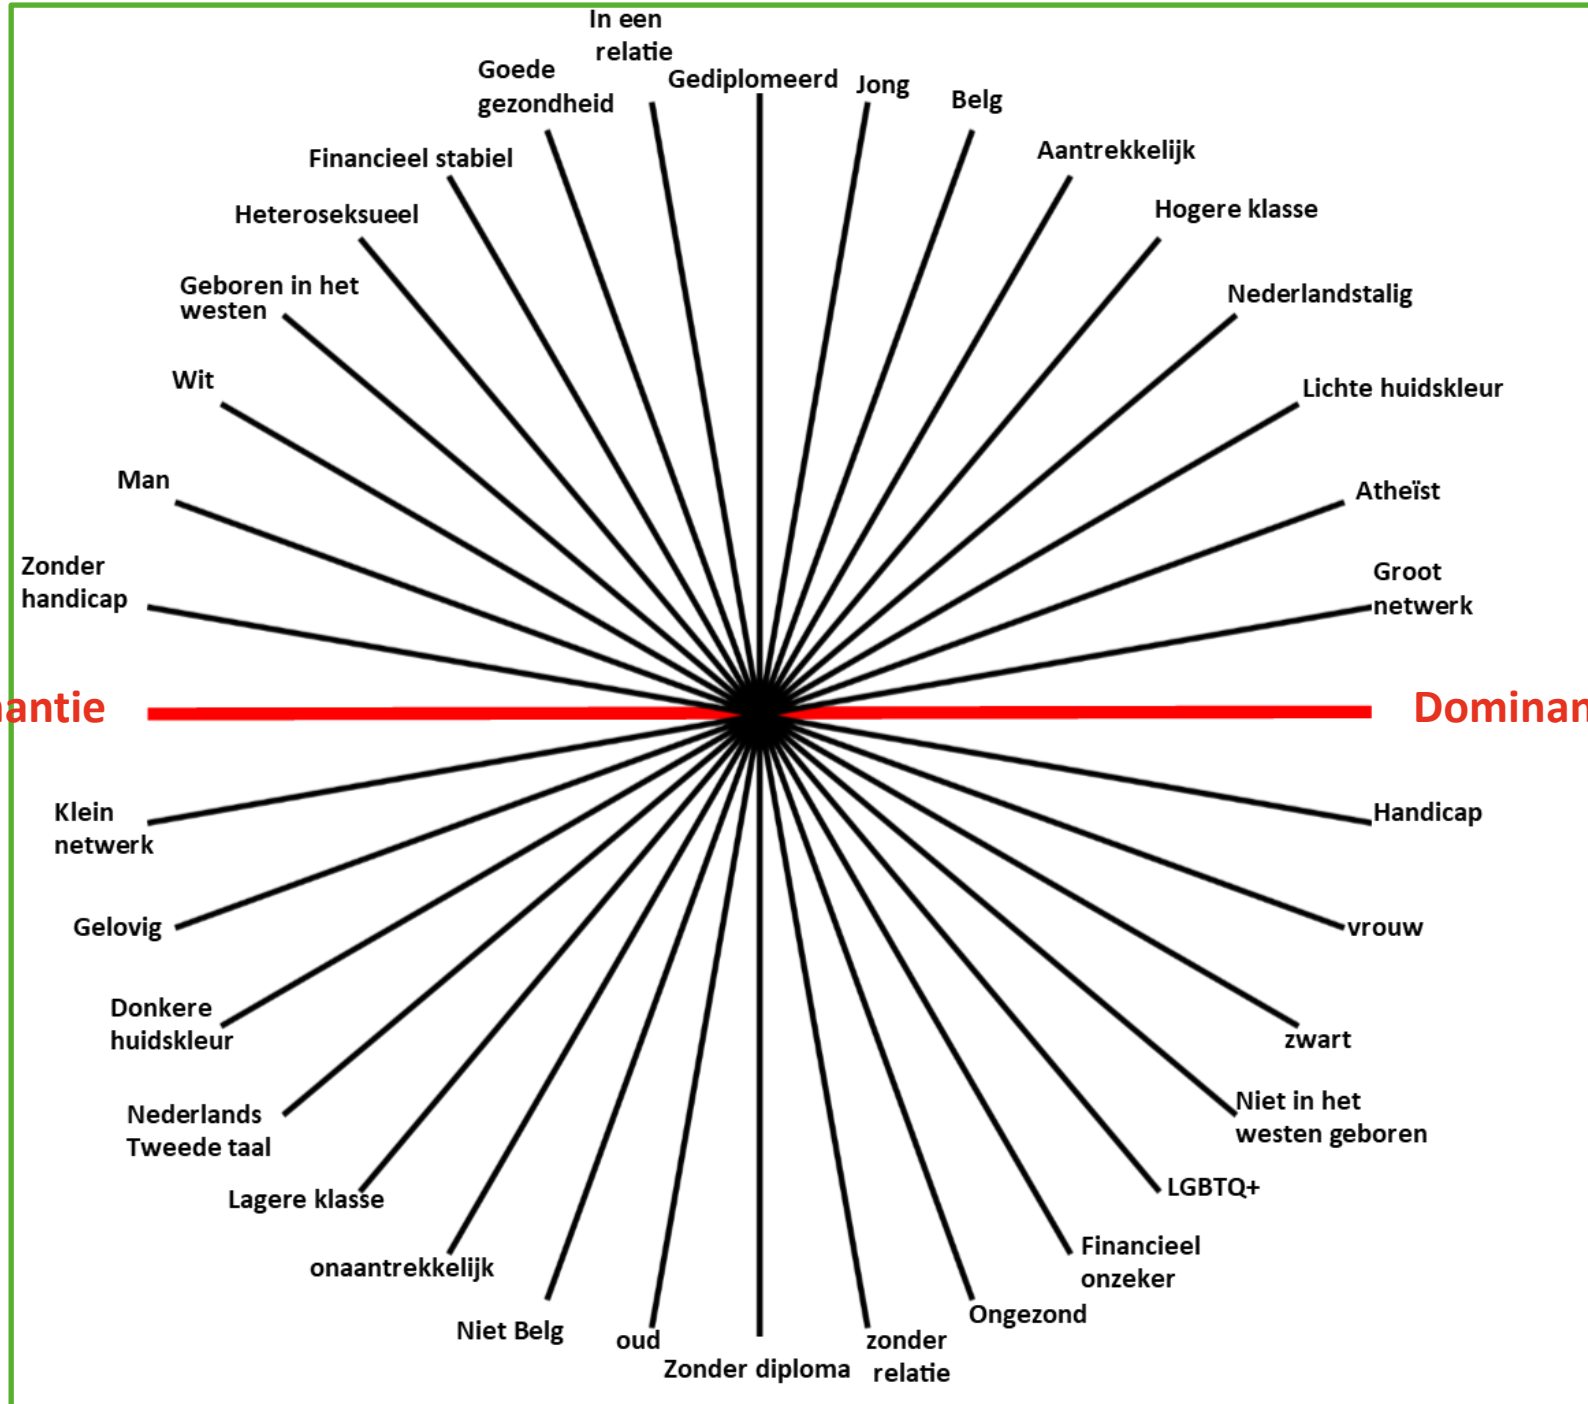 In een
relatie
Gediplomeerd
Jong
Belg
Goede
gezondheid
Aantrekkelijk
Financieel stabiel
Hogere klasse
Heteroseksueel
Geboren in het
westen
Nederlandstalig
Wit
Lichte huidskleur
Man
Atheïst
Zonder
handicap
Groot
netwerk
antie
Dominan
Klein
netwerk
Handicap
Gelovig
vrouw
Donkere
huidskleur
zwart
Nederlands
Tweede taal
Niet in het
westen geboren
Lagere klasse
LGBTQ+
onaantrekkelijk
Financieel
onzeker
Niet Belg
Ongezond
oud
zonder
relatie
Zonder diploma